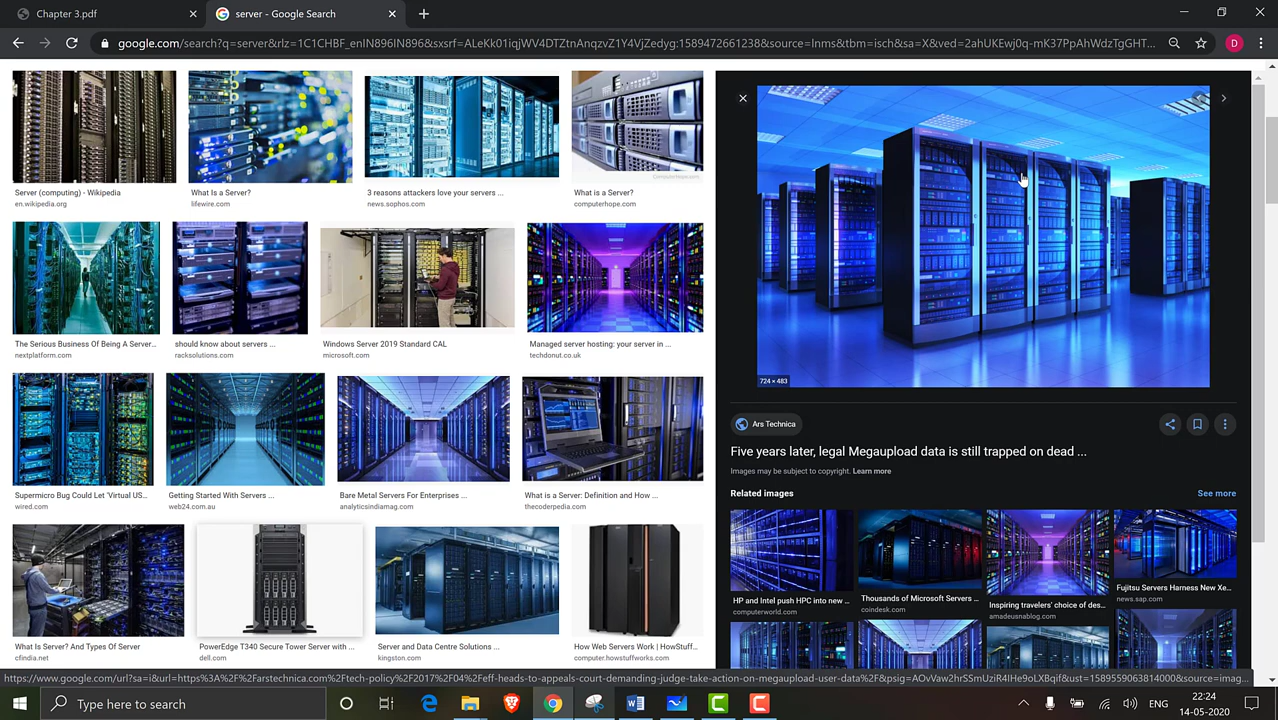 Chapter 3.pdf
server - Google Search
google.com/search?q=server&rlz=1C1CHBF_enIN896IN896&sxsrf=ALeKk01iqjWV4DTZtnAnqzvZ1Y4VjZedyg:1589472661238&source=lnms&tbm=isch&sa=X&ved=2ahUKEwj0q-mK37PpAhWdzTgGHT...
D
Server (computing) - Wikipedia
en.wikipedia.org
What Is a Server?
lifewire.com
3 reasons attackers love your servers ...
news.sophos.com
What is a Server?
computerhope.com
The Serious Business Of Being A Server...
nextplatform.com
should know about servers ...
racksolutions.com
Windows Server 2019 Standard CAL
microsoft.com
Managed server hosting: your server in ...
techdonut.co.uk
724 × 483
Ars Technica
Five years later, legal Megaupload data is still trapped on dead ...
Images may be subject to copyright. Learn more
Related images
See more
Supermicro Bug Could Let 'Virtual US...
wired.com
Getting Started With Servers ...
web24.com.au
Bare Metal Servers For Enterprises ...
analyticsindiamag.com
What is a Server: Definition and How ...
thecoderpedia.com
HP and Intel push HPC into new ...
computerworld.com
Thousands of Microsoft Servers ...
coindesk.com
Inspiring travelers' choice of des...
amadeusnablog.com
Fujitsu Servers Harness New Xe...
news.sap.com
What Is Server? And Types Of Server
cfindia.net
PowerEdge T340 Secure Tower Server with ...
dell.com
Server and Data Centre Solutions ...
kingston.com
How Web Servers Work | HowStuff...
computer.howstuffworks.com
https://www.google.com/url?sa=i&url=https%3A%2F%2Farstechnica.com%2Ftech-policy%2F2017%2F04%2Feff-heads-to-appeals-court-demanding-judge-take-action-on-megaupload-user-data%2F&psig=AOvVaw2hrSSmUziR4IHe9oLXBqif&ust=1589559063814000&source=imag...
Type here to search
ENG
22:24
14-05-2020